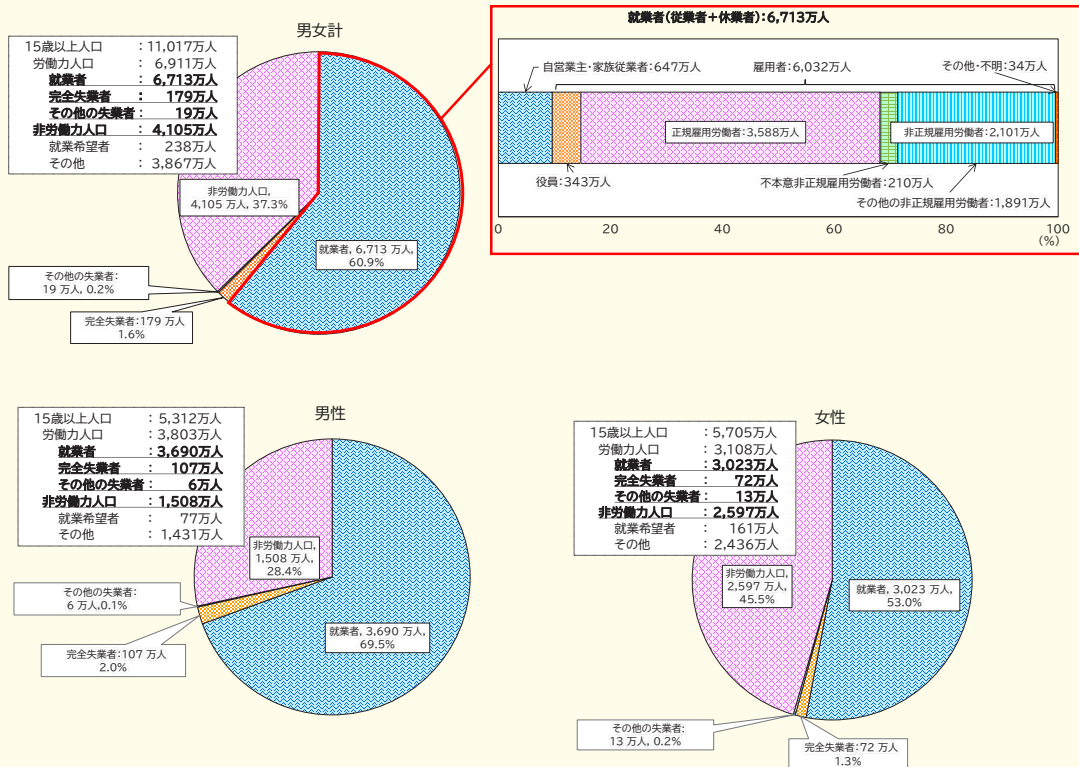 男女計
15歳以上人口 : 11,017万人
労働力人口 : 6,911万人
就業者 : 6,713万人
完全失業者 : 179万人
その他の失業者 : 19万人
非労働力人口 : 4,105万人
就業希望者 : 238万人
その他 : 3,867万人
非労働力人口,
4,105 万人, 37.3%
就業者, 6,713 万人,
60.9%
その他の失業者:
19 万人, 0.2%
完全失業者:179 万人
1.6%
就業者(従業者+休業者):6,713万人
自営業主・家族従業者:647万人
雇用者:6,032万人
その他・不明:34万人
正規雇用労働者:3,588万人
非正規雇用労働者:2,101万人
役員:343万人
不本意非正規雇用労働者:210万人
その他の非正規雇用労働者:1,891万人
0 20 40 60 80 100
(%)
男性
15歳以上人口 : 5,312万人
労働力人口 : 3,803万人
就業者 : 3,690万人
完全失業者 : 107万人
その他の失業者 : 6万人
非労働力人口 : 1,508万人
就業希望者 : 77万人
その他 : 1,431万人
非労働力人口,
1,508 万人,
28.4%
その他の失業者:
6 万人,0.1%
就業者, 3,690 万人,
69.5%
完全失業者:107 万人
2.0%
女性
15歳以上人口 : 5,705万人
労働力人口 : 3,108万人
就業者 : 3,023万人
完全失業者 : 72万人
その他の失業者 : 13万人
非労働力人口 : 2,597万人
就業希望者 : 161万人
その他 : 2,436万人
非労働力人口,
2,597 万人,
45.5%
就業者, 3,023 万人,
53.0%
その他の失業者:
13 万人, 0.2%
完全失業者:72 万人
1.3%